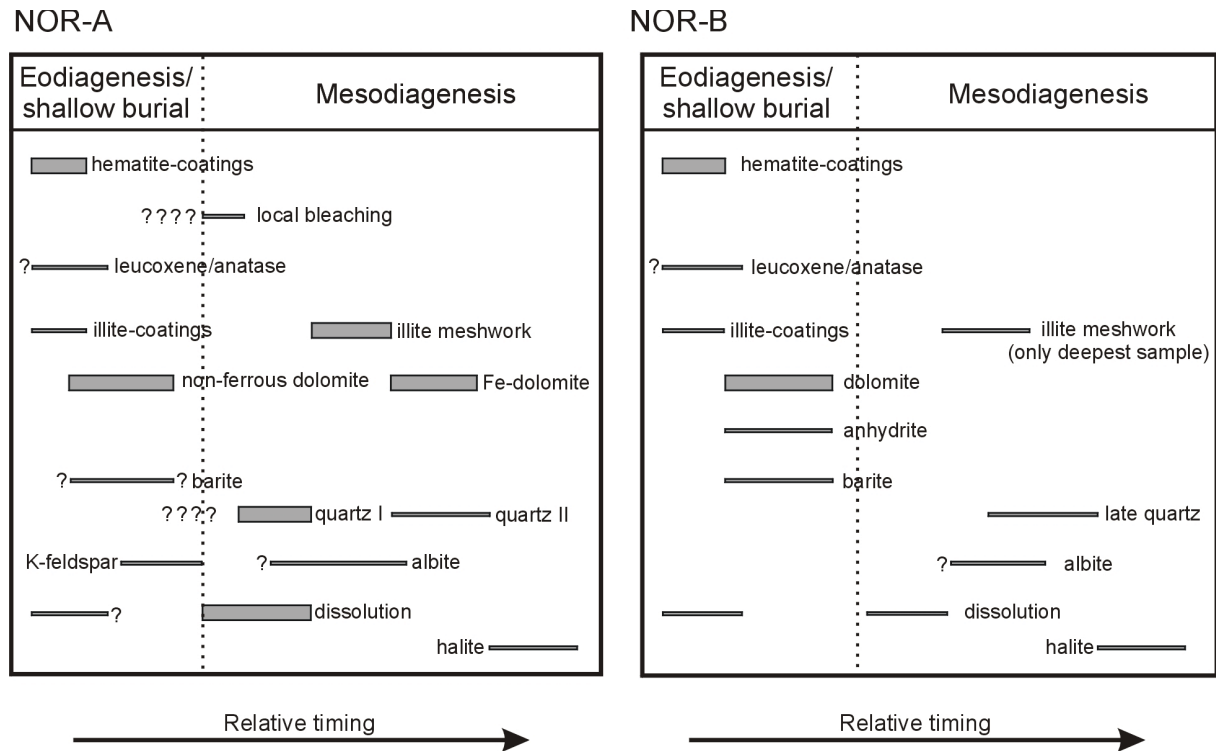 NOR-A
Eodiagenesis/
shallow burial
Mesodiagenesis
hematite-coatings
???? local bleaching
? leucoxene/anatase
illite-coatings illite meshwork
non-ferrous dolomite Fe-dolomite
? ? barite
???? quartz I quartz II
K-feldspar ? albite
? dissolution
halite
Relative timing
NOR-B
Eodiagenesis/
shallow burial
Mesodiagenesis
hematite-coatings
? leucoxene/anatase
illite-coatings illite meshwork
(only deepest sample)
dolomite
anhydrite
barite
late quartz
? albite
dissolution
halite
Relative timing